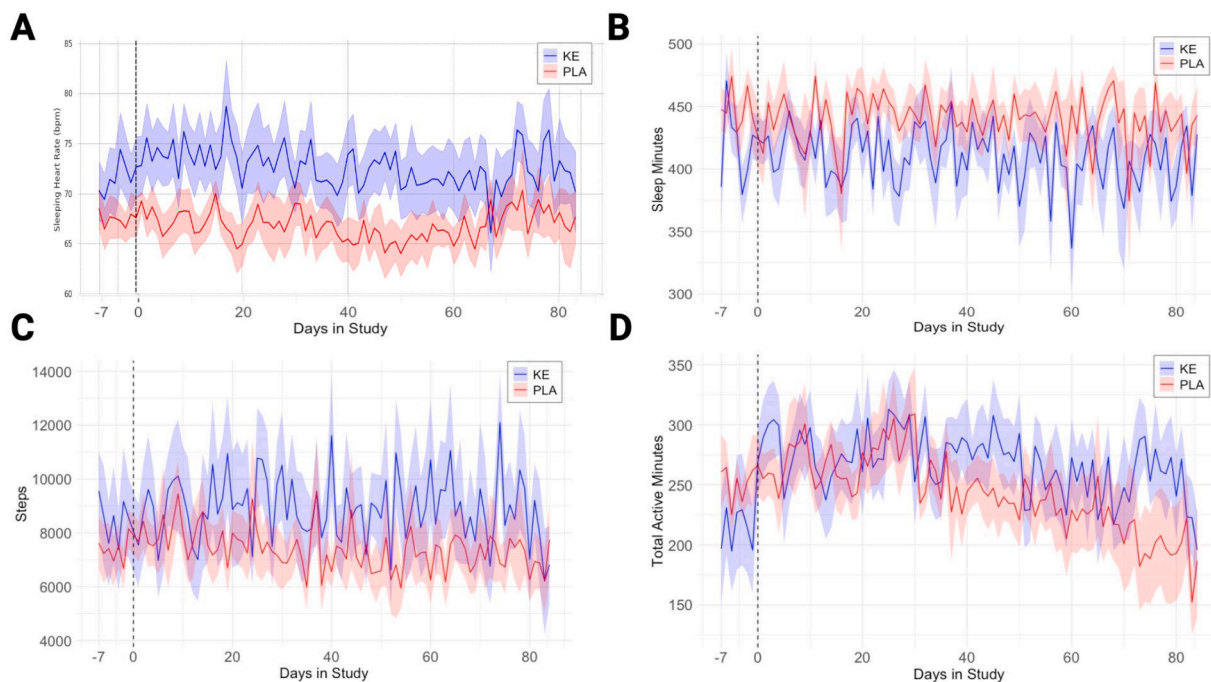 A
85
80
75
70
65
60
Sleeping Heart Rate (bpm)
KE
PLA
-7 0 20 40 60 80
Days in Study
B
500
450
400
350
300
Sleep Minutes
KE
PLA
-7 0 20 40 60 80
Days in Study
C
14000
12000
10000
8000
6000
4000
Steps
KE
PLA
-7 0 20 40 60 80
Days in Study
D
350
300
250
200
150
Total Active Minutes
KE
PLA
-7 0 20 40 60 80
Days in Study